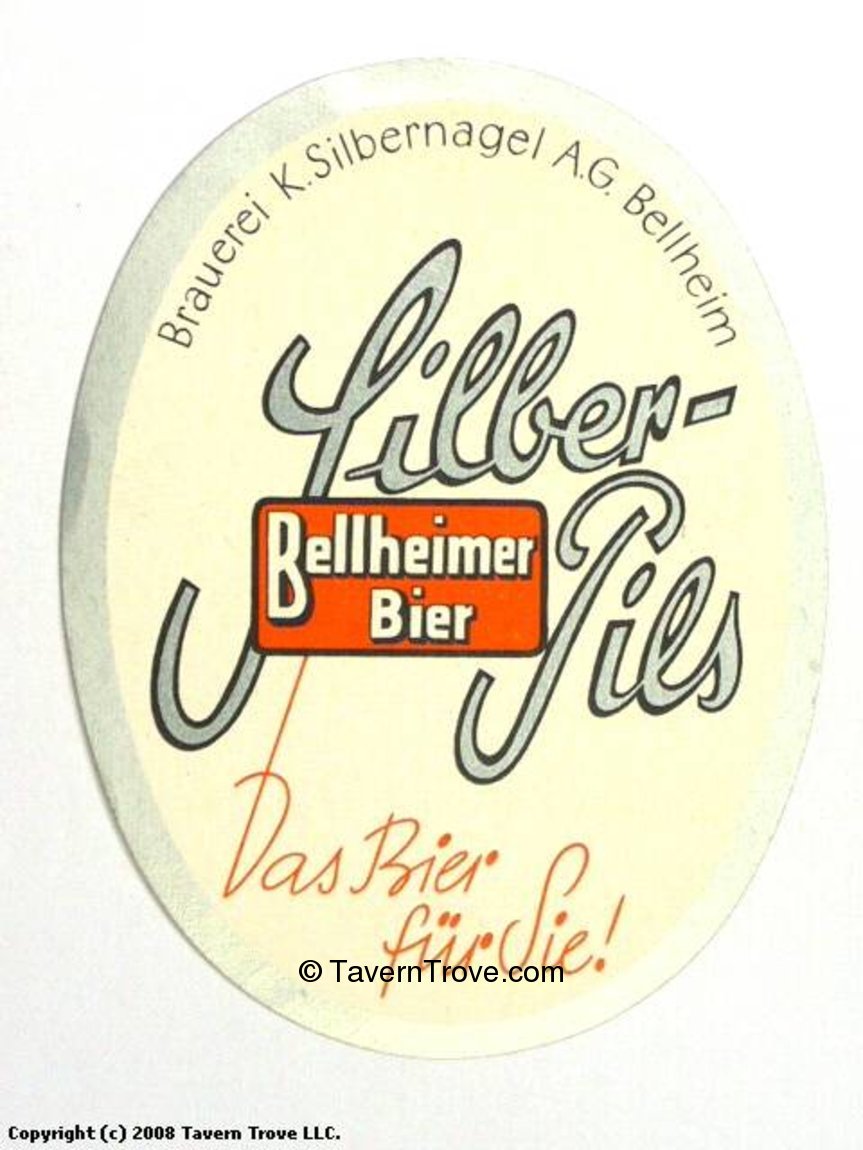 Brauerei K. Silbernagel A.G. Bellheim
Silber-
Pils
Bellheimer
Bier
Das Bier
für Sie!
© TavernTrove.com
Copyright (c) 2008 Tavern Trove LLC.